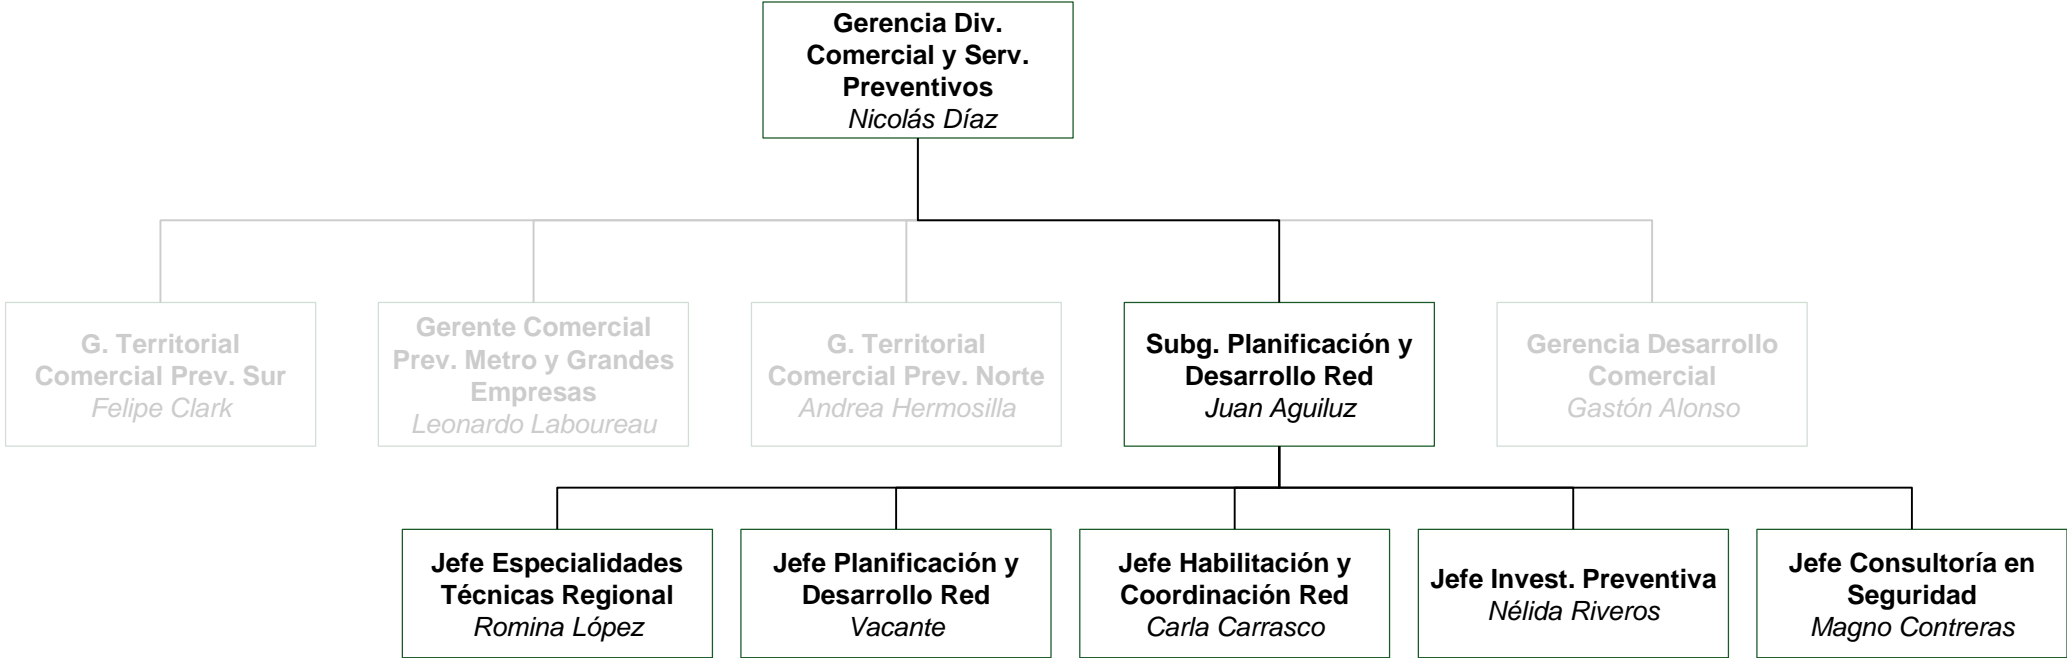 Gerencia Div.
Comercial y Serv.
Preventivos
Nicolás Díaz
G. Territorial
Comercial Prev. Sur
Felipe Clark
Gerente Comercial
Prev. Metro y Grandes
Empresas
Leonardo Laboureau
G. Territorial
Comercial Prev. Norte
Andrea Hermosilla
Subg. Planificación y
Desarrollo Red
Juan Aguiluz
Gerencia Desarrollo
Comercial
Gastón Alonso
Jefe Especialidades
Técnicas Regional
Romina López
Jefe Planificación y
Desarrollo Red
Vacante
Jefe Habilitación y
Coordinación Red
Carla Carrasco
Jefe Invest. Preventiva
Nélida Riveros
Jefe Consultoría en
Seguridad
Magno Contreras